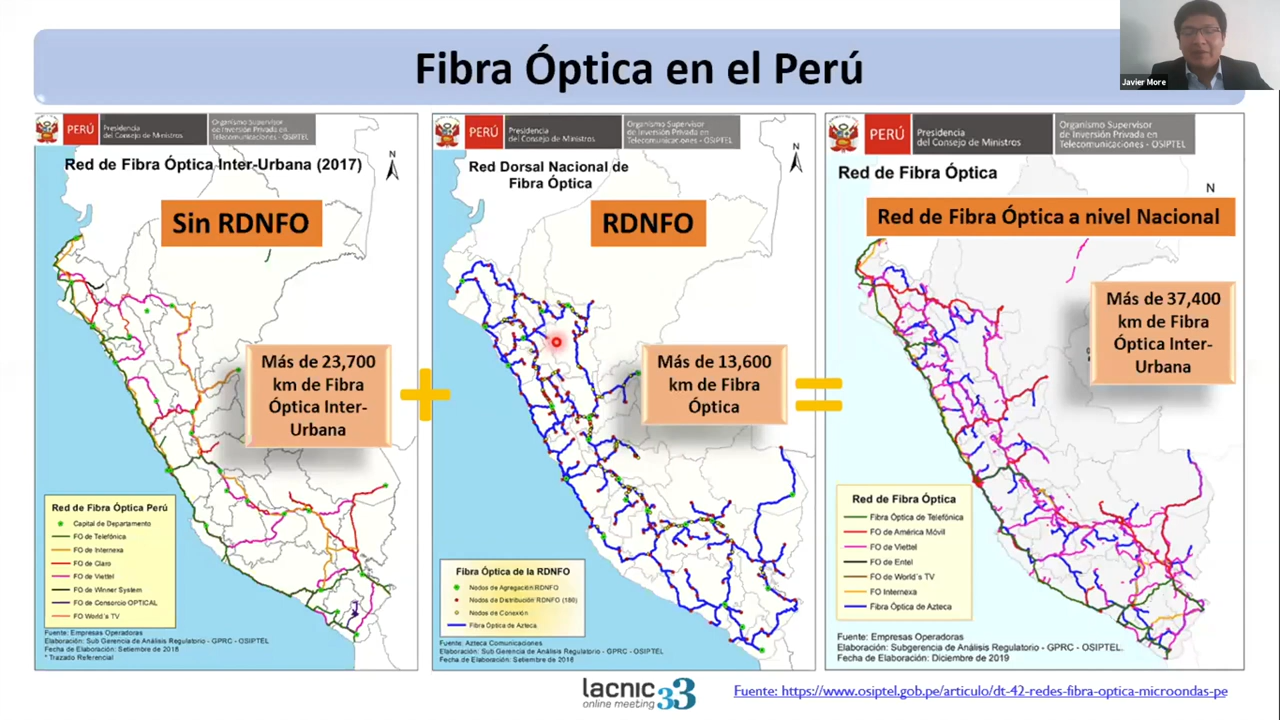 Fibra Óptica en el Perú
Javier More
PERÚ
Presidencia
del Consejo de Ministros
Organismo Supervisor
de Inversión Privada en
Telecomunicaciones - OSIPTEL
Red de Fibra Óptica Inter-Urbana (2017)
N
Sin RDNFO
Más de 23,700
km de Fibra
Óptica Inter-
Urbana
Red de Fibra Óptica Perú
Capital de Departamento
FO de Telefónica
FO de Internexa
FO de Claro
FO de Viettel
FO de Winner System
FO de Consorcio OPTICAL
FO World´s TV
Fuente: Empresas Operadoras
Elaboración: Sub Gerencia de Análisis Regulatorio - GPRC - OSIPTEL
Fecha de Elaboración: Setiembre de 2018
* Trazado Referencial
PERÚ
Presidencia
del Consejo de Ministros
Organismo Supervisor
de Inversión Privada en
Telecomunicaciones - OSIPTEL
Red Dorsal Nacional de
Fibra Óptica
N
RDNFO
Más de 13,600
km de Fibra
Óptica
Fibra Óptica de la RDNFO
Nodos de Agregación RDNFO
Nodos de Distribución RDNFO (180)
Nodos de Conexión
Fibra Óptica de Azteca
Fuente: Azteca Comunicaciones
Elaboración: Sub Gerencia de Análisis Regulatorio - GPRC - OSIPTEL
Fecha de Elaboración: Setiembre de 2016
PERÚ
Presidencia
del Consejo de Ministros
Organismo Supervisor
de Inversión Privada en
Telecomunicaciones - OSIPTEL
Red de Fibra Óptica
N
Red de Fibra Óptica a nivel Nacional
Más de 37,400
km de Fibra
Óptica Inter-
Urbana
Red de Fibra Óptica
Fibra Óptica de Telefónica
FO de América Móvil
FO de Viettel
FO de Entel
FO de World´s TV
FO Internexa
Fibra Óptica de Azteca
Fuente: Empresas Operadoras
Elaboración: Subgerencia de Análisis Regulatorio - GPRC - OSIPTEL.
Fecha de Elaboración: Diciembre de 2019
lacnic 33
online meeting
Fuente: https://www.osiptel.gob.pe/articulo/dt-42-redes-fibra-optica-microondas-pe